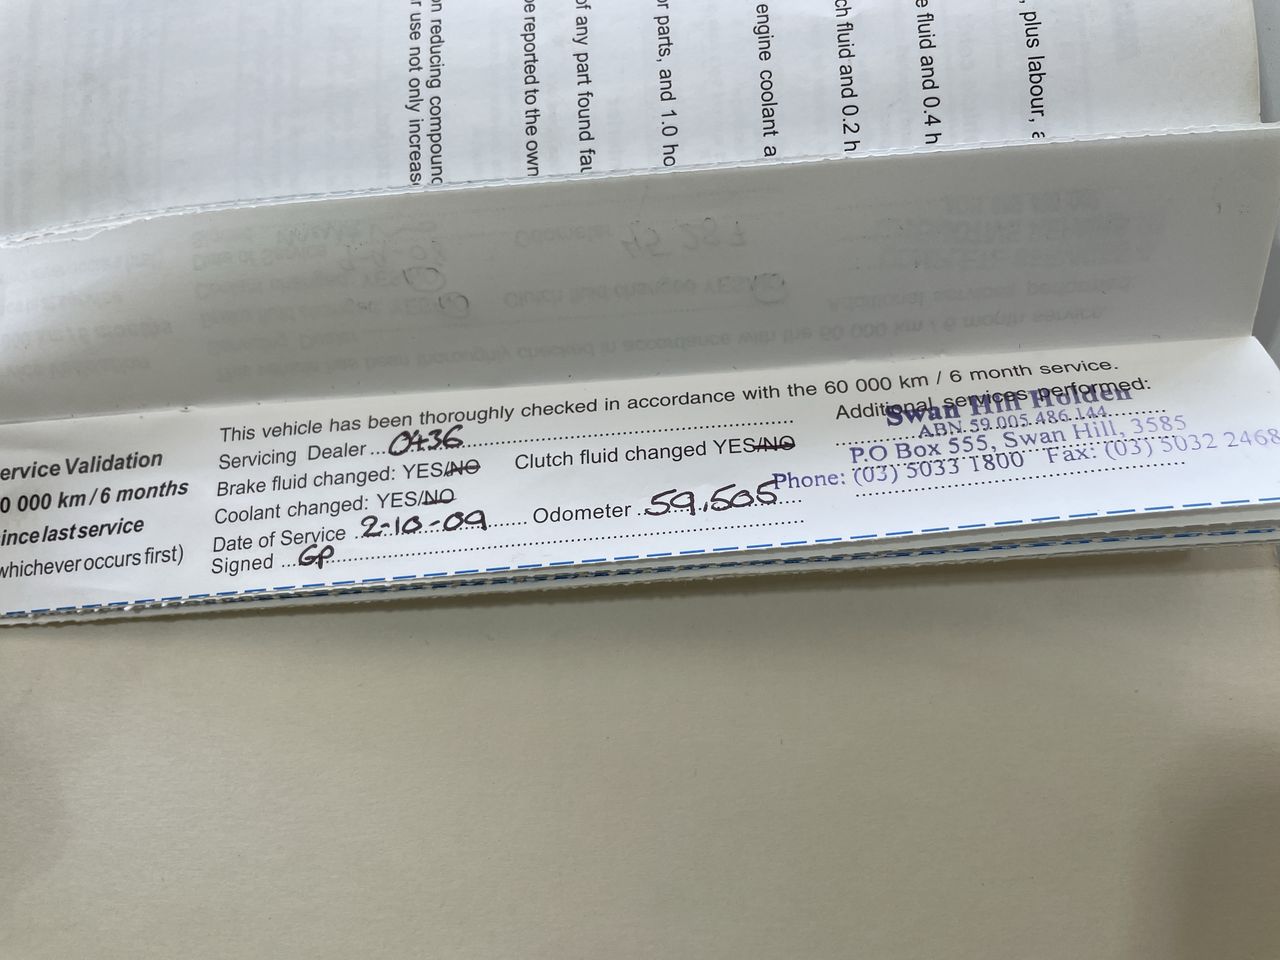 n reducing compound
r use not only increas
be reported to the own
of any part found fau
or parts, and 1.0 ho
engine coolant a
ch fluid and 0.2 h
e fluid and 0.4 h
, plus labour, a
ervice Validation
0 000 km / 6 months
ince last service
whichever occurs first)
This vehicle has been thoroughly checked in accordance with the 60 000 km / 6 month service.
Servicing Dealer ... 0436
Brake fluid changed: YES/NO
Clutch fluid changed YES/NO
Coolant changed: YES/NO
Date of Service 2-10-09
Odometer 59,505
Signed ... GP
Additional services performed:
Swan Hill Holden
ABN 59.005.486.144
P.O Box 555, Swan Hill, 3585
Phone: (03) 5033 1800 Fax: (03) 5032 2468